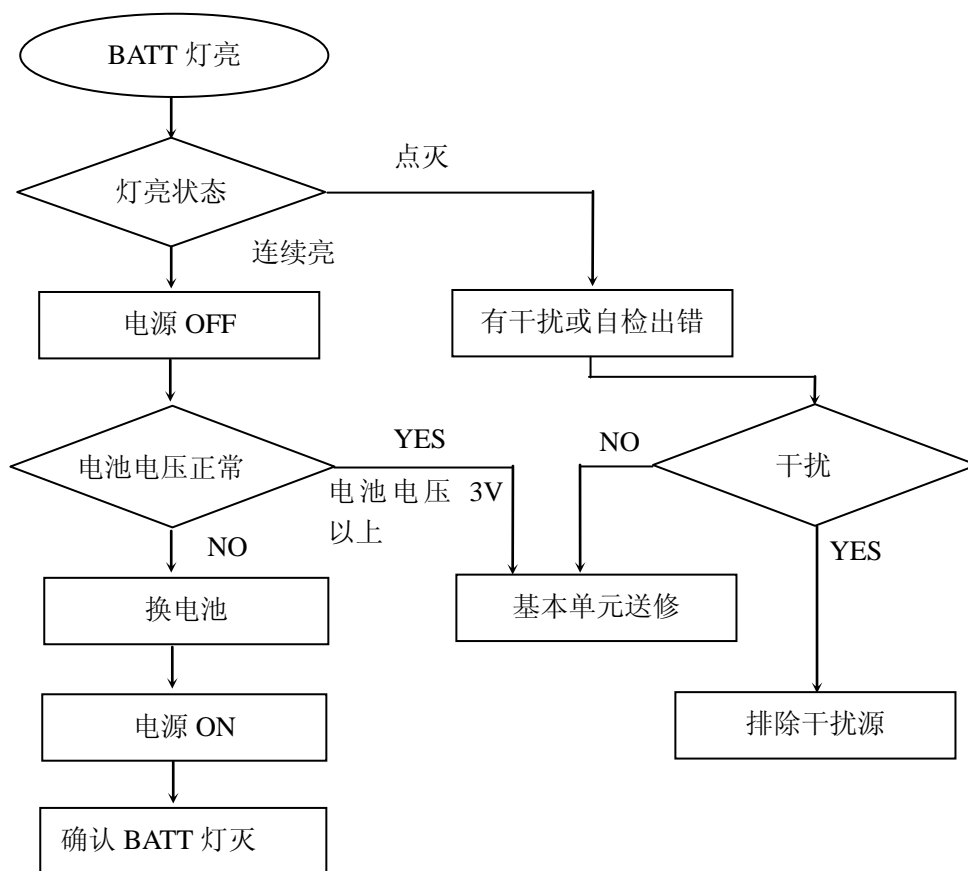 BATT 灯亮
点灭
灯亮状态
连续亮
电源 OFF
有干扰或自检出错
YES
NO
电池电压正常
干扰
电池电压 3V
以上
NO
YES
换电池
基本单元送修
电源 ON
排除干扰源
确认 BATT 灯灭